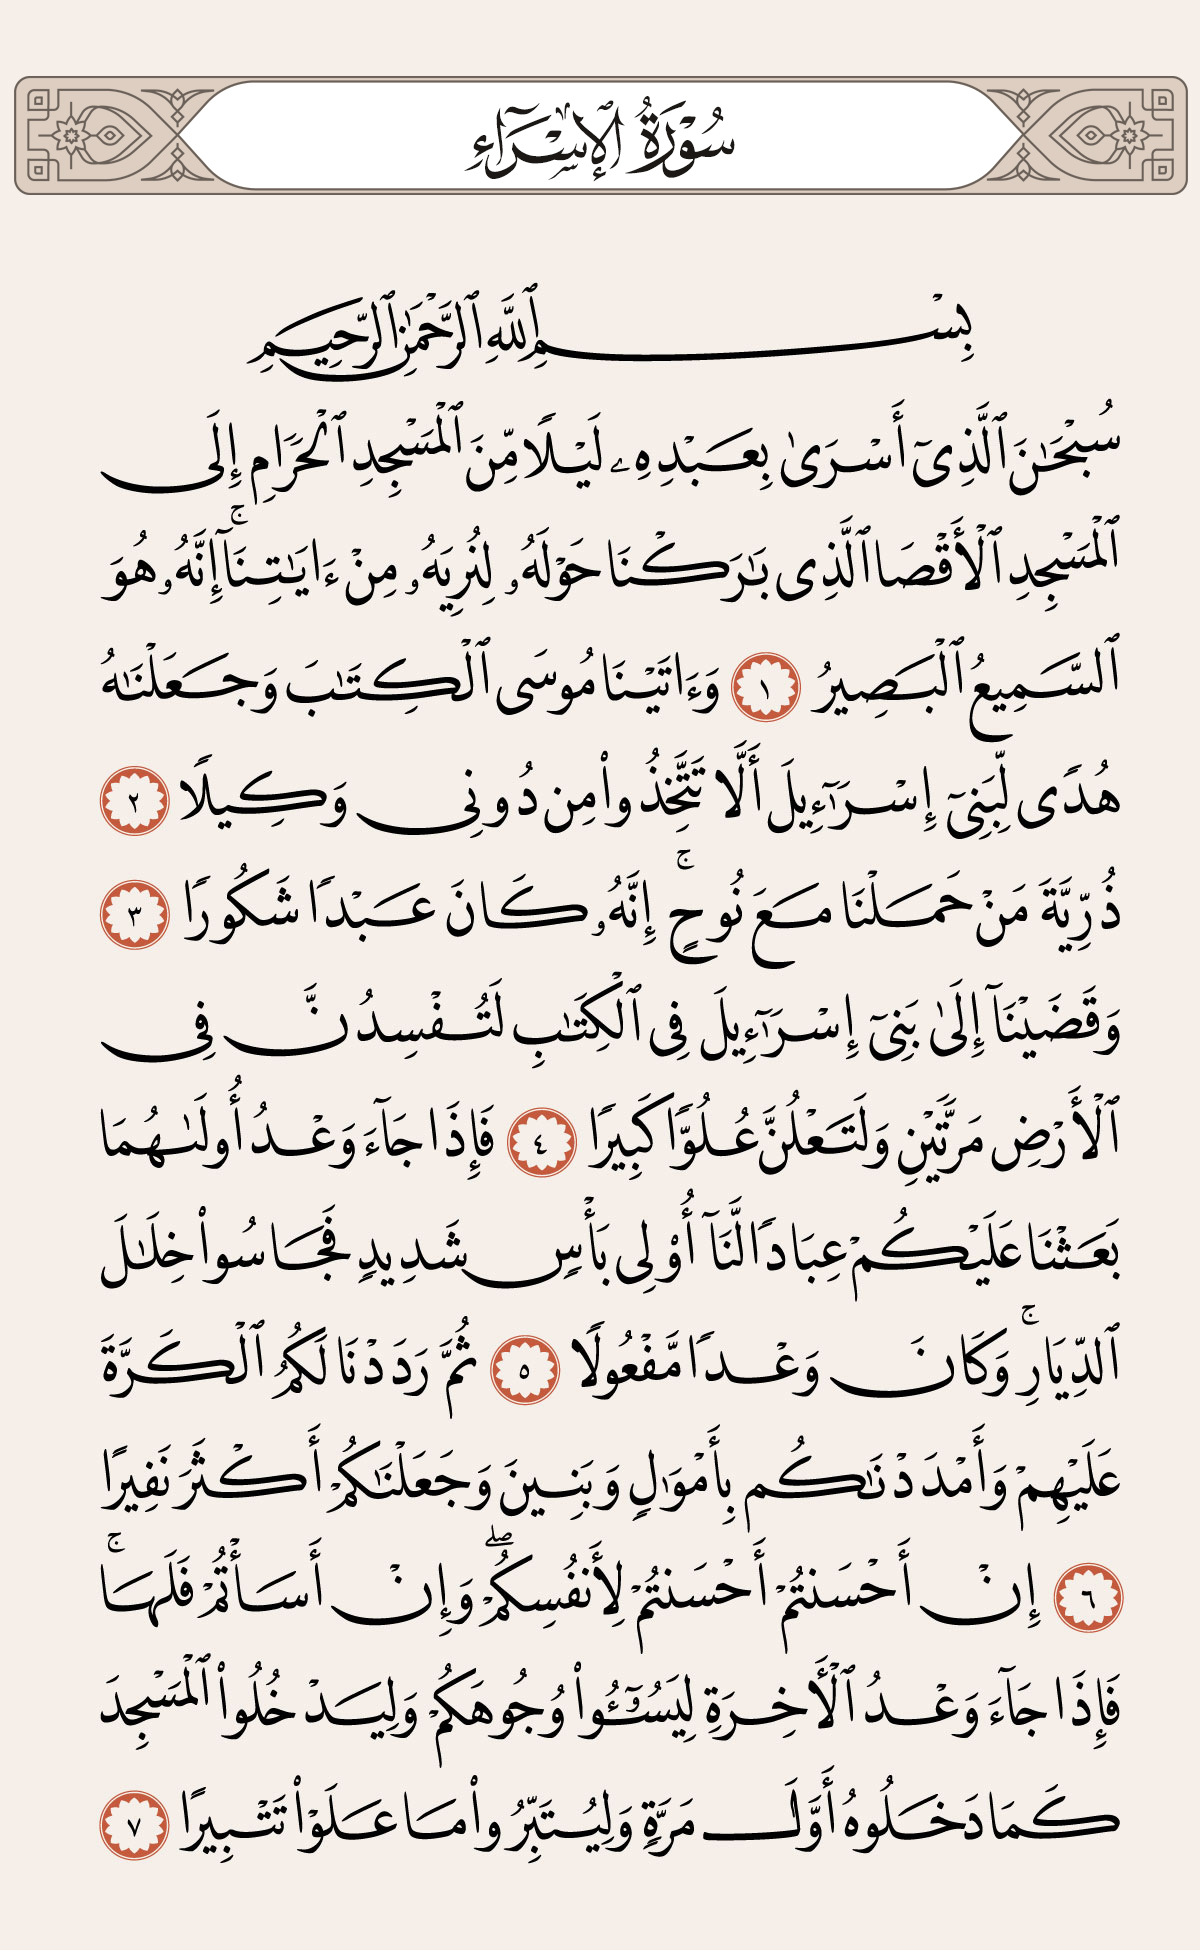 سُورَةُ ٱلْإِسْرَآءِ
بِسْمِ ٱللَّهِ ٱلرَّحْمَٰنِ ٱلرَّحِيمِ
سُبْحَٰنَ ٱلَّذِىٓ أَسْرَىٰ بِعَبْدِهِۦ لَيْلًا مِّنَ ٱلْمَسْجِدِ ٱلْحَرَامِ إِلَى
ٱلْمَسْجِدِ ٱلْأَقْصَا ٱلَّذِى بَٰرَكْنَا حَوْلَهُۥ لِنُرِيَهُۥ مِنْ ءَايَٰتِنَآ ۚ إِنَّهُۥ هُوَ
ٱلسَّمِيعُ ٱلْبَصِيرُ ١ وَءَاتَيْنَا مُوسَى ٱلْكِتَٰبَ وَجَعَلْنَٰهُ
هُدًى لِّبَنِىٓ إِسْرَٰٓءِيلَ أَلَّا تَتَّخِذُوا۟ مِن دُونِى وَكِيلًا ٢
ذُرِّيَّةَ مَنْ حَمَلْنَا مَعَ نُوحٍ ۚ إِنَّهُۥ كَانَ عَبْدًا شَكُورًا ٣
وَقَضَيْنَآ إِلَىٰ بَنِىٓ إِسْرَٰٓءِيلَ فِى ٱلْكِتَٰبِ لَتُفْسِدُنَّ فِى
ٱلْأَرْضِ مَرَّتَيْنِ وَلَتَعْلُنَّ عُلُوًّا كَبِيرًا ٤ فَإِذَا جَآءَ وَعْدُ أُولَىٰهُمَا
بَعَثْنَا عَلَيْكُمْ عِبَادًا لَّنَآ أُو۟لِى بَأْسٍ شَدِيدٍ فَجَاسُوا۟ خِلَٰلَ
ٱلدِّيَارِ ۚ وَكَانَ وَعْدًا مَّفْعُولًا ٥ ثُمَّ رَدَدْنَا لَكُمُ ٱلْكَرَّةَ
عَلَيْهِمْ وَأَمْدَدْنَٰكُم بِأَمْوَٰلٍ وَبَنِينَ وَجَعَلْنَٰكُمْ أَكْثَرَ نَفِيرًا
٦ إِنْ أَحْسَنتُمْ أَحْسَنتُمْ لِأَنفُسِكُمْ ۖ وَإِنْ أَسَأْتُمْ فَلَهَا ۚ
فَإِذَا جَآءَ وَعْدُ ٱلْأَخِرَةِ لِيَسُۥٓـُٔوا۟ وُجُوهَكُمْ وَلِيَدْخُلُوا۟ ٱلْمَسْجِدَ
كَمَا دَخَلُوهُ أَوَّلَ مَرَّةٍ وَلِيُتَبِّرُوا۟ مَا عَلَوْا۟ تَتْبِيرًا ٧